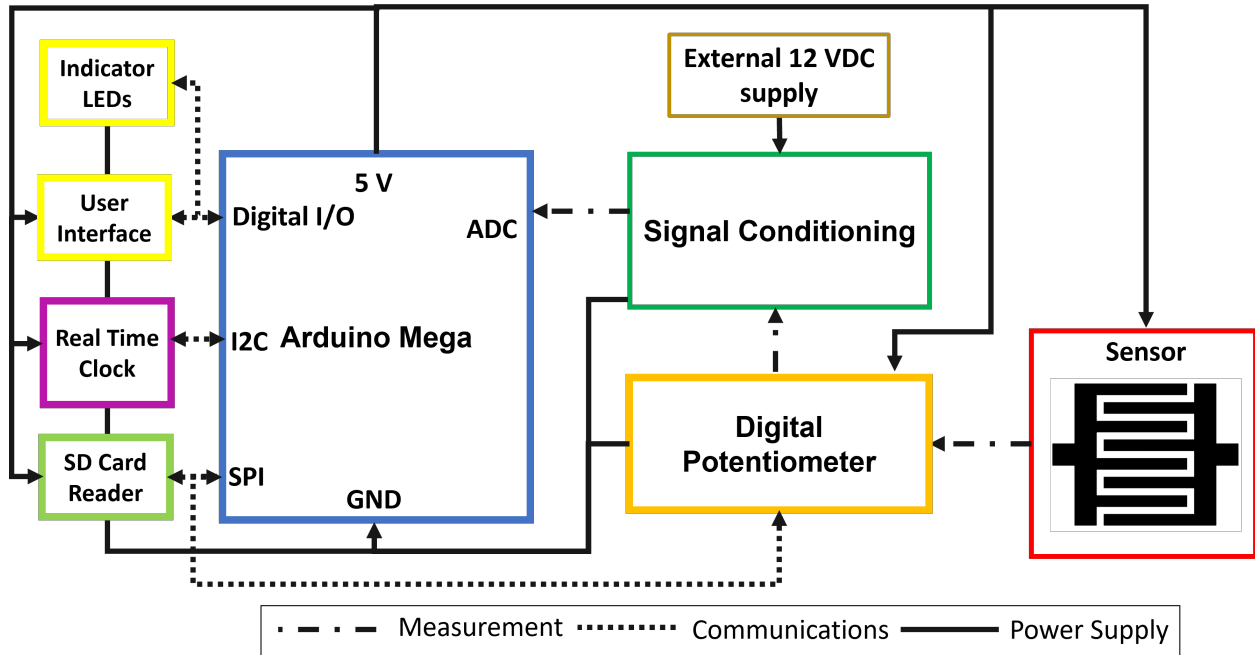 Indicator
LEDs
External 12 VDC
supply
User
Interface
5 V
Digital I/O
ADC
Signal Conditioning
Real Time
Clock
I2C
Arduino Mega
Sensor
SD Card
Reader
SPI
GND
Digital
Potentiometer
Measurement
Communications
Power Supply